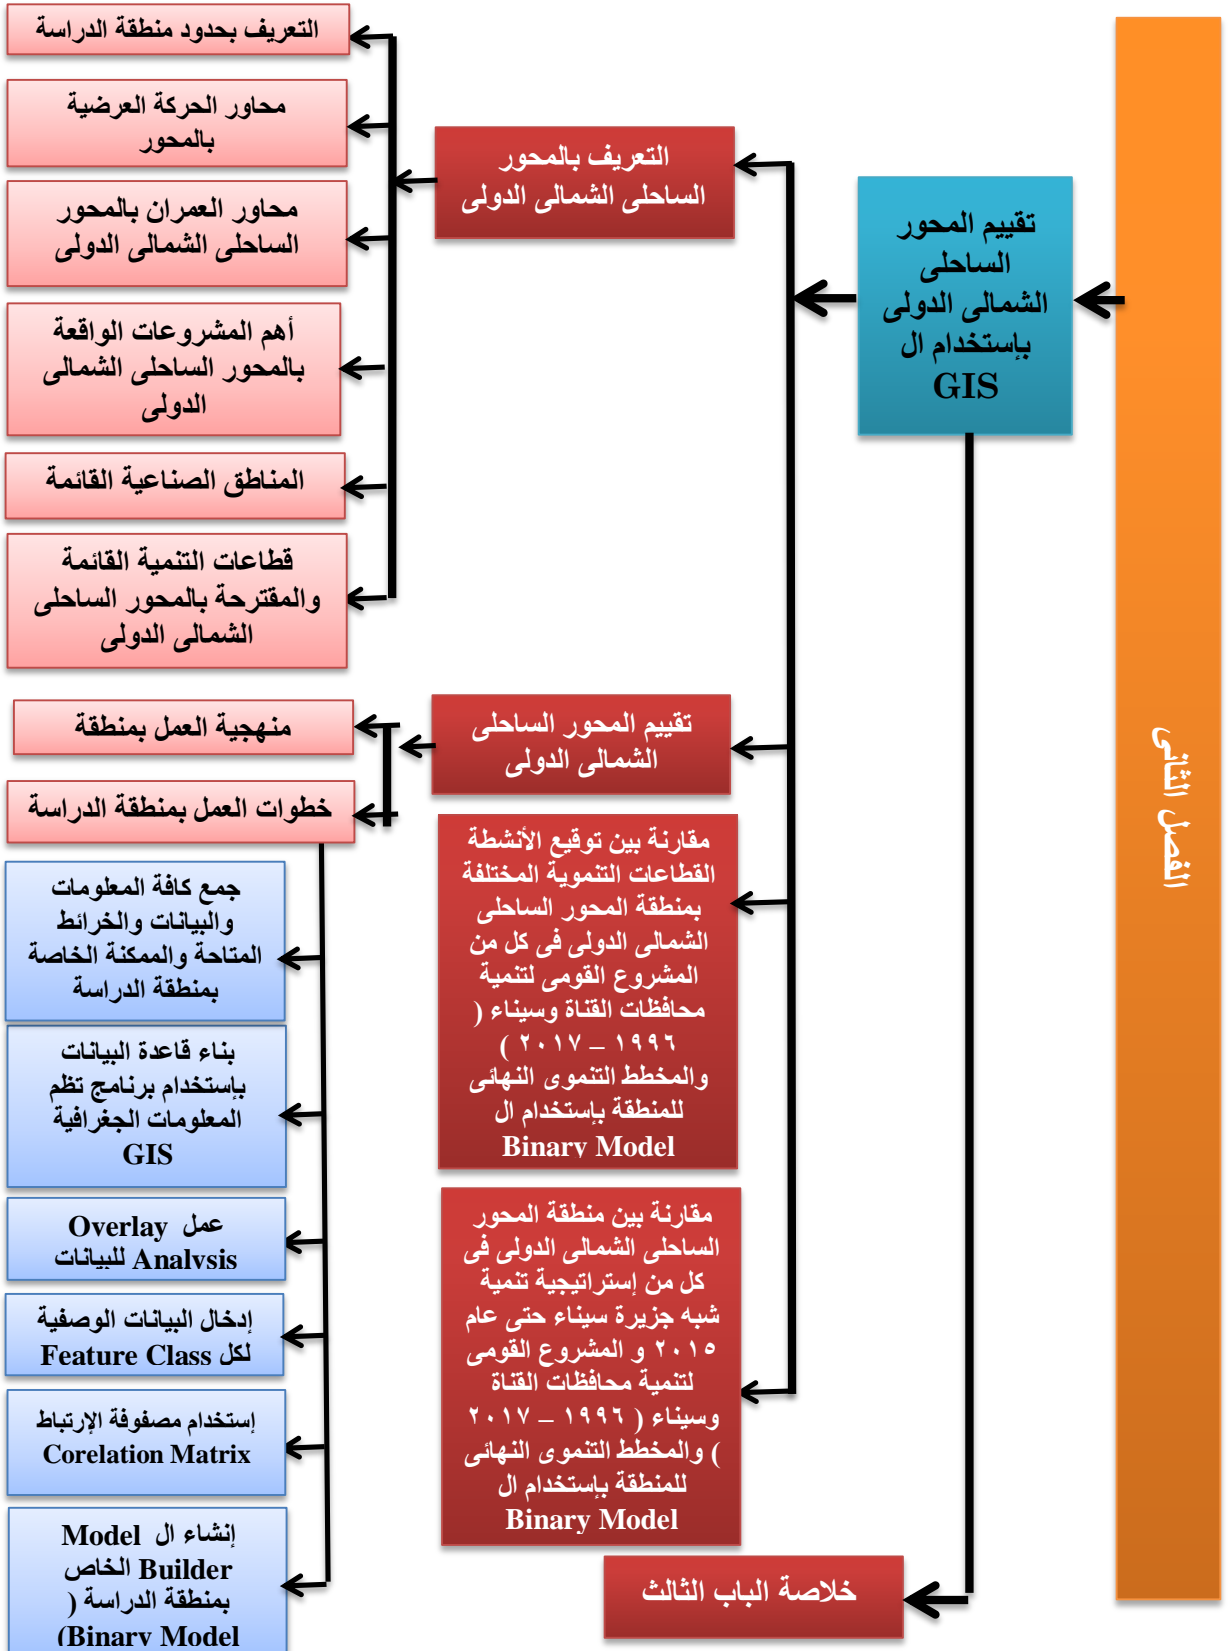 الفصل الثانى
تقييم المحور
الساحلى
الشمالى الدولى
بإستخدام ال
GIS
التعريف بالمحور
الساحلى الشمالى الدولى
التعريف بحدود منطقة الدراسة
محاور الحركة العرضية
بالمحور
محاور العمران بالمحور
الساحلى الشمالى الدولى
أهم المشروعات الواقعة
بالمحور الساحلى الشمالى
الدولى
المناطق الصناعية القائمة
قطاعات التنمية القائمة
والمقترحة بالمحور الساحلى
الشمالى الدولى
تقييم المحور الساحلى
الشمالى الدولى
منهجية العمل بمنطقة
خطوات العمل بمنطقة الدراسة
جمع كافة المعلومات
والبيانات والخرائط
المتاحة والممكنة الخاصة
بمنطقة الدراسة
بناء قاعدة البيانات
بإستخدام برنامج تظم
المعلومات الجغرافية
GIS
عمل Overlay
Analysis للبيانات
إدخال البيانات الوصفية
لكل Feature Class
إستخدام مصفوفة الإرتباط
Corelation Matrix
إنشاء ال Model
Builder الخاص
بمنطقة الدراسة (
Binary Model)
مقارنة بين توقيع الأنشطة
القطاعات التنموية المختلفة
بمنطقة المحور الساحلى
الشمالى الدولى فى كل من
المشروع القومى لتنمية
محافظات القناة وسيناء (
١٩٩٦ – ٢٠١٧ )
والمخطط التنموى النهائى
للمنطقة بإستخدام ال
Binary Model
مقارنة بين منطقة المحور
الساحلى الشمالى الدولى فى
كل من إستراتيجية تنمية
شبه جزيرة سيناء حتى عام
٢٠١٥ و المشروع القومى
لتنمية محافظات القناة
وسيناء ( ١٩٩٦ – ٢٠١٧
) والمخطط التنموى النهائى
للمنطقة بإستخدام ال
Binary Model
خلاصة الباب الثالث